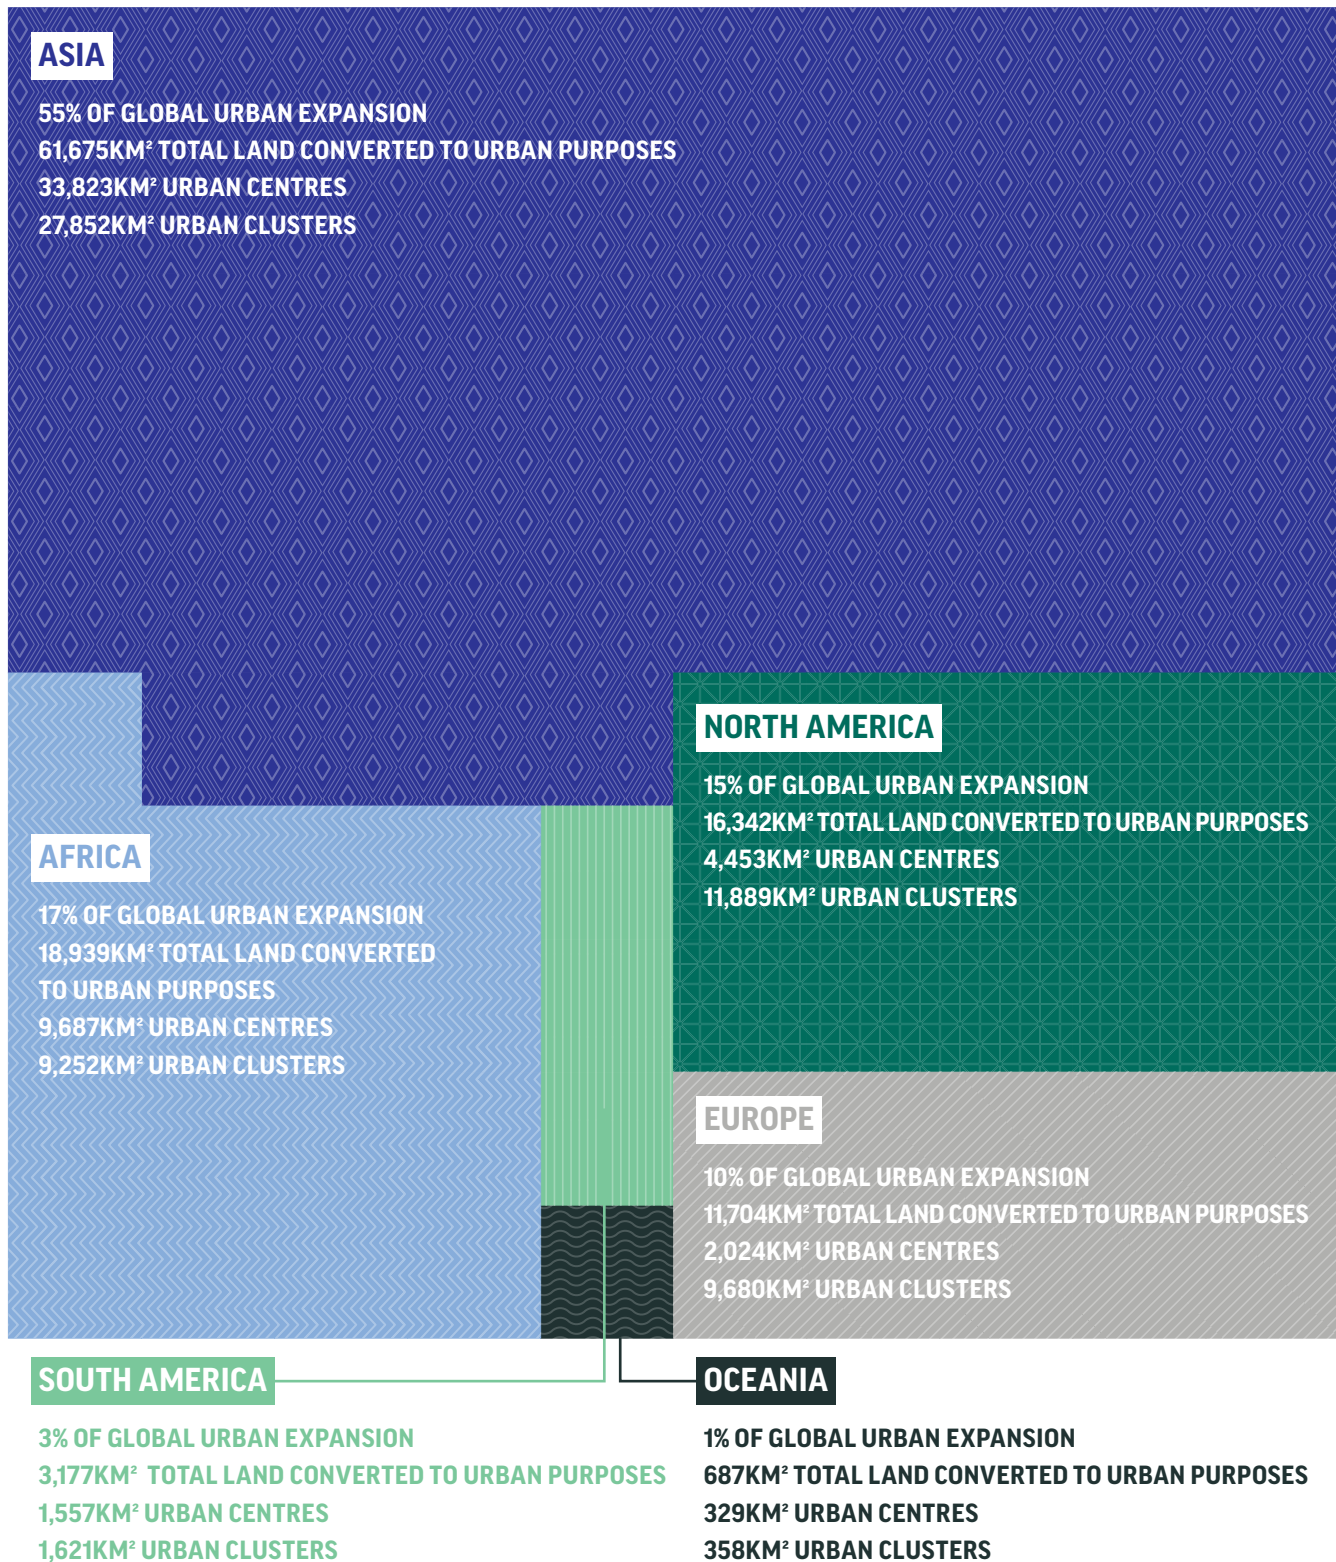 ASIA
55% OF GLOBAL URBAN EXPANSION
61,675KM² TOTAL LAND CONVERTED TO URBAN PURPOSES
33,823KM² URBAN CENTRES
27,852KM² URBAN CLUSTERS
NORTH AMERICA
15% OF GLOBAL URBAN EXPANSION
16,342KM² TOTAL LAND CONVERTED TO URBAN PURPOSES
4,453KM² URBAN CENTRES
11,889KM² URBAN CLUSTERS
AFRICA
17% OF GLOBAL URBAN EXPANSION
18,939KM² TOTAL LAND CONVERTED
TO URBAN PURPOSES
9,687KM² URBAN CENTRES
9,252KM² URBAN CLUSTERS
EUROPE
10% OF GLOBAL URBAN EXPANSION
11,704KM² TOTAL LAND CONVERTED TO URBAN PURPOSES
2,024KM² URBAN CENTRES
9,680KM² URBAN CLUSTERS
SOUTH AMERICA
3% OF GLOBAL URBAN EXPANSION
3,177KM² TOTAL LAND CONVERTED TO URBAN PURPOSES
1,557KM² URBAN CENTRES
1,621KM² URBAN CLUSTERS
OCEANIA
1% OF GLOBAL URBAN EXPANSION
687KM² TOTAL LAND CONVERTED TO URBAN PURPOSES
329KM² URBAN CENTRES
358KM² URBAN CLUSTERS